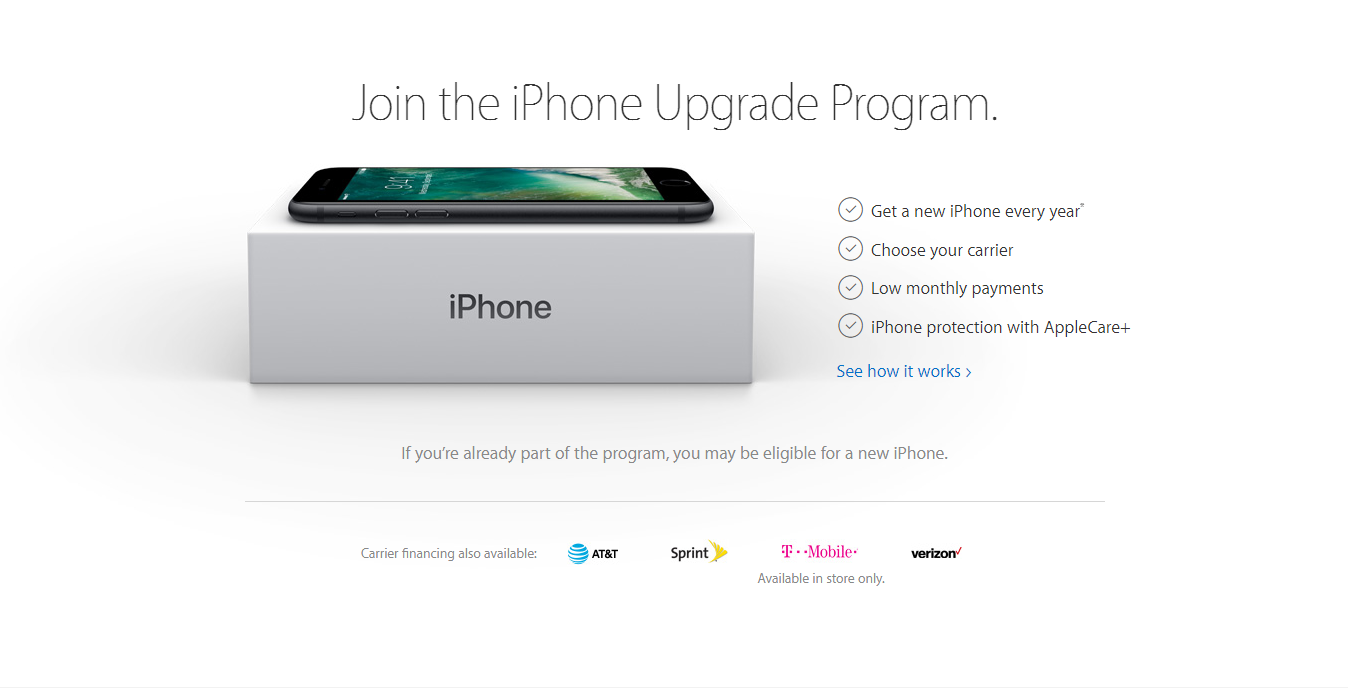 Join the iPhone Upgrade Program.
9:41
iPhone
Get a new iPhone every year*
Choose your carrier
Low monthly payments
iPhone protection with AppleCare+
See how it works ›
If you’re already part of the program, you may be eligible for a new iPhone.
Carrier financing also available:
AT&T
Sprint
T··Mobile·
verizon✓
Available in store only.